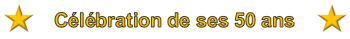 Célébration de ses 50 ans